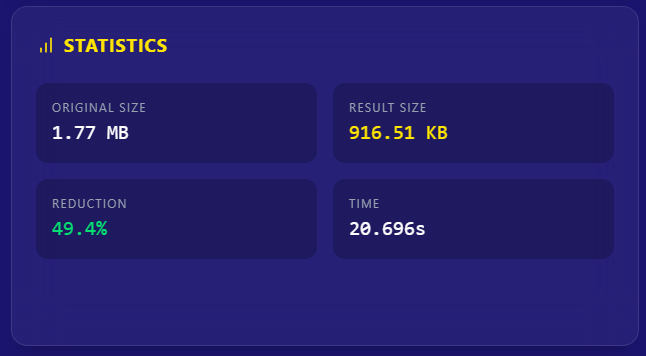 STATISTICS
ORIGINAL SIZE
1.77 MB
RESULT SIZE
916.51 KB
REDUCTION
49.4%
TIME
20.696s